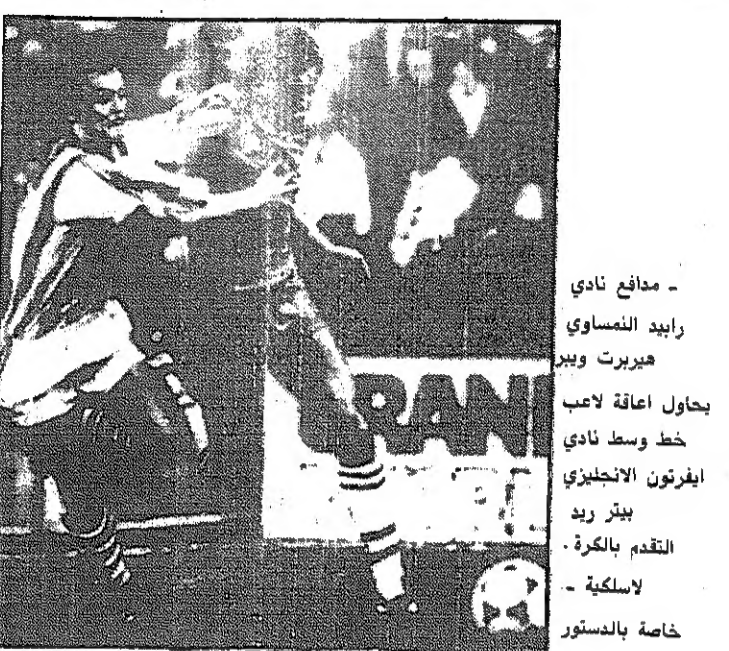 - مدافع نادي
رابيد النمساوي
هيربرت ويبر
يحاول اعاقة لاعب
خط وسط نادي
ايفرتون الانجليزي
بيتر ريد
التقدم بالكرة .
لاسلكية -
خاصة بالدستور
RAN